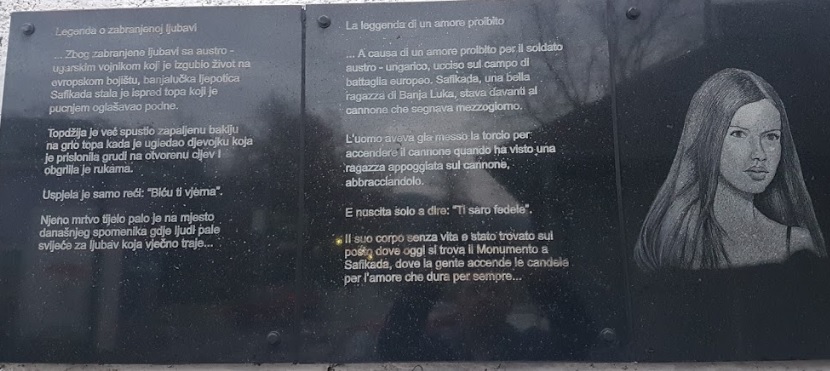 Legenda o zabranjenoj ljubavi
... Zbog zabranjene ljubavi sa austro -
ugarskim vojnikom koji je izgubio život na
evropskom bojištu, banjalučka ljepotica
Safikada stala je ispred topa koji je
pucnjem oglašavao podne.
Topdžija je već spustio zapaljenu baklju
na grlo topa kada je ugledao djevojku koja
je prislonila grudi na otvorenu cijev i
obgrlila je rukama.
Uspjela je samo reći: "Biću ti vjerna".
Njeno mrtvo tijelo palo je na mjesto
današnjeg spomenika gdje ljudi pale
svijeće za ljubav koja vječno traje...
La leggenda di un amore proibito
... A causa di un amore proibito per il soldato
austro - ungarico, ucciso sul campo di
battaglia europeo. Safikada, una bella
ragazza di Banja Luka, stava davanti al
cannone che segnava mezzogiorno.
L'uomo aveva gia messo la torcio per
accendere il cannone quando ha visto una
ragazza appoggiata sul cannone,
abbracciandolo.
E nuscita solo a dire: "Ti saro fedele".
Il suo corpo senza vita e stato trovato sul
posto dove oggi si trova il Monumento a
Safikada, dove la gente accende le candele
per l'amore che dura per sempre...